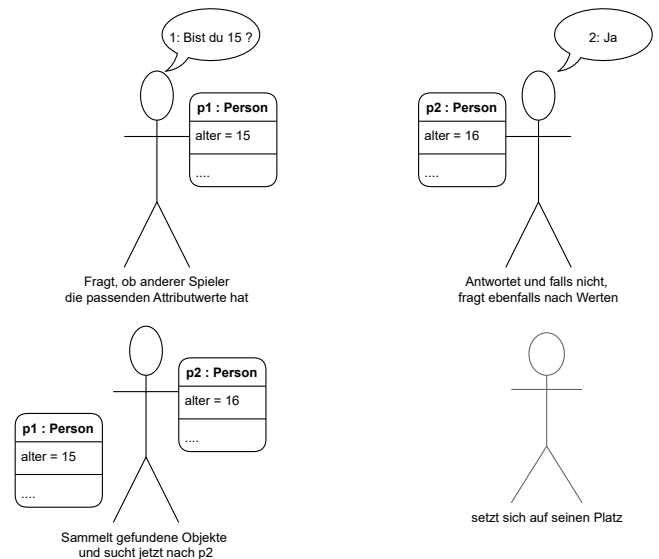 1: Bist du 15 ?
p1 : Person
alter = 15
....
Fragt, ob anderer Spieler
die passenden Attributwerte hat
2: Ja
p2 : Person
alter = 16
....
Antwortet und falls nicht,
fragt ebenfalls nach Werten
p2 : Person
alter = 16
....
p1 : Person
alter = 15
....
Sammelt gefundene Objekte
und sucht jetzt nach p2
setzt sich auf seinen Platz